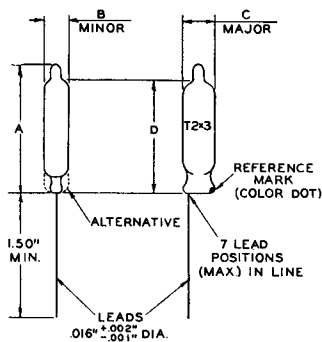 B
MINOR
C
MAJOR
A
D
T2×3
REFERENCE
MARK
(COLOR DOT)
ALTERNATIVE
1.50"
MIN.
7 LEAD
POSITIONS
(MAX) IN LINE
LEADS
.016" +.002" -.001" DIA.